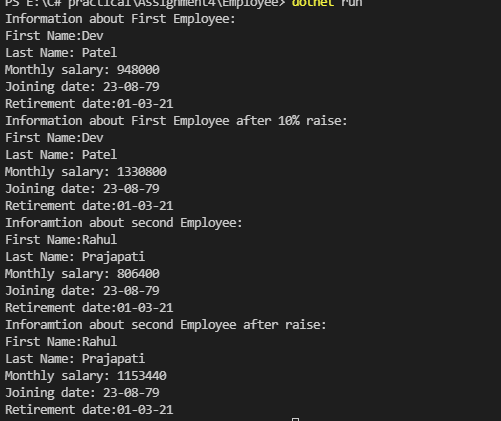 PS E:\C# practical\Assignment4\Employee> dotnet run
Information about First Employee:
First Name:Dev
Last Name: Patel
Monthly salary: 948000
Joining date: 23-08-79
Retirement date:01-03-21
Information about First Employee after 10% raise:
First Name:Dev
Last Name: Patel
Monthly salary: 1330800
Joining date: 23-08-79
Retirement date:01-03-21
Inforamtion about second Employee:
First Name:Rahul
Last Name: Prajapati
Monthly salary: 806400
Joining date: 23-08-79
Retirement date:01-03-21
Inforamtion about second Employee after raise:
First Name:Rahul
Last Name: Prajapati
Monthly salary: 1153440
Joining date: 23-08-79
Retirement date:01-03-21